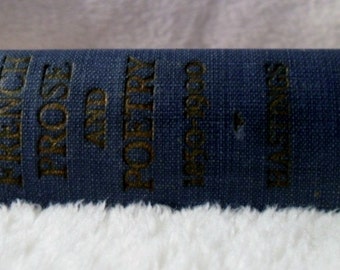 FRENCH
PROSE
AND
POETRY
1850-1900
HASTINGS